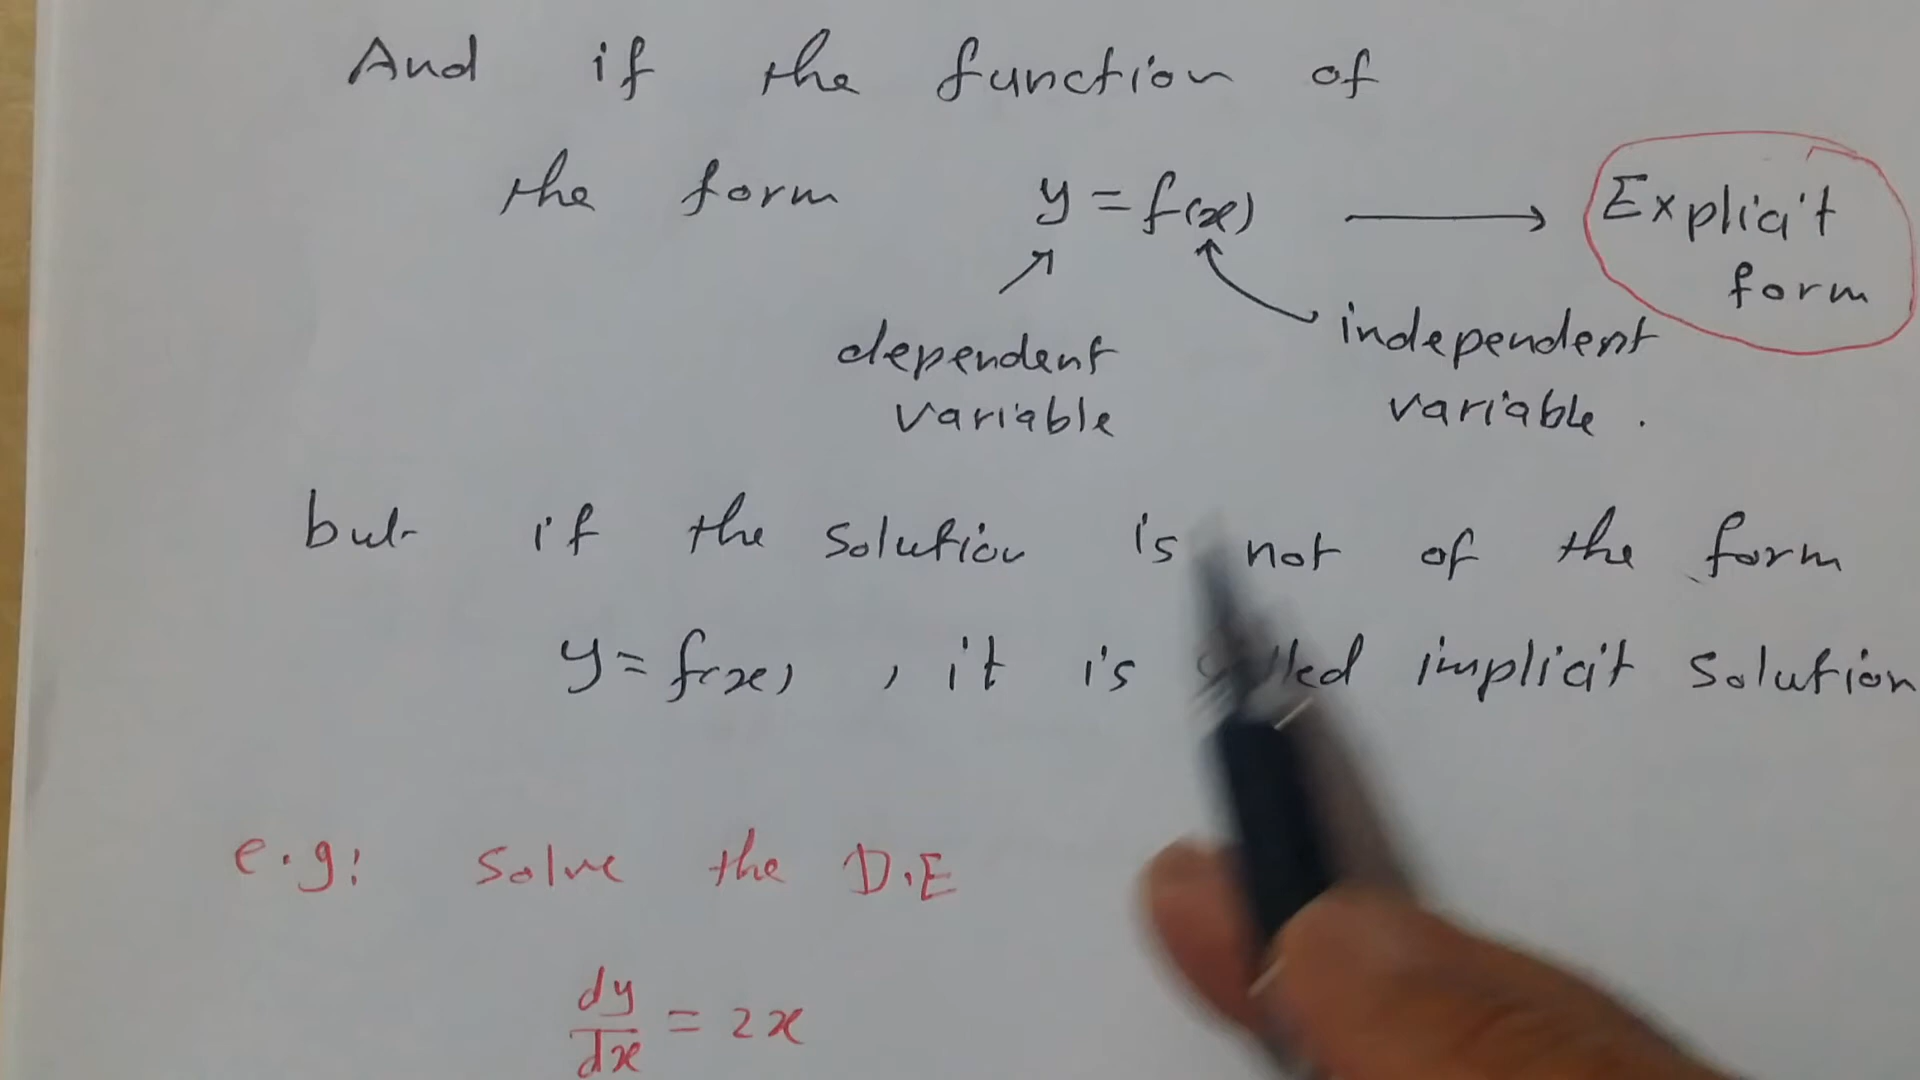 And if the function of
the form y = f(x) → Explicit
form
dependent
variable
independent
variable.
but if the solution is not of the form
y = f(x), it is called implicit solution
e.g: solve the D.E
dy/dx = 2x